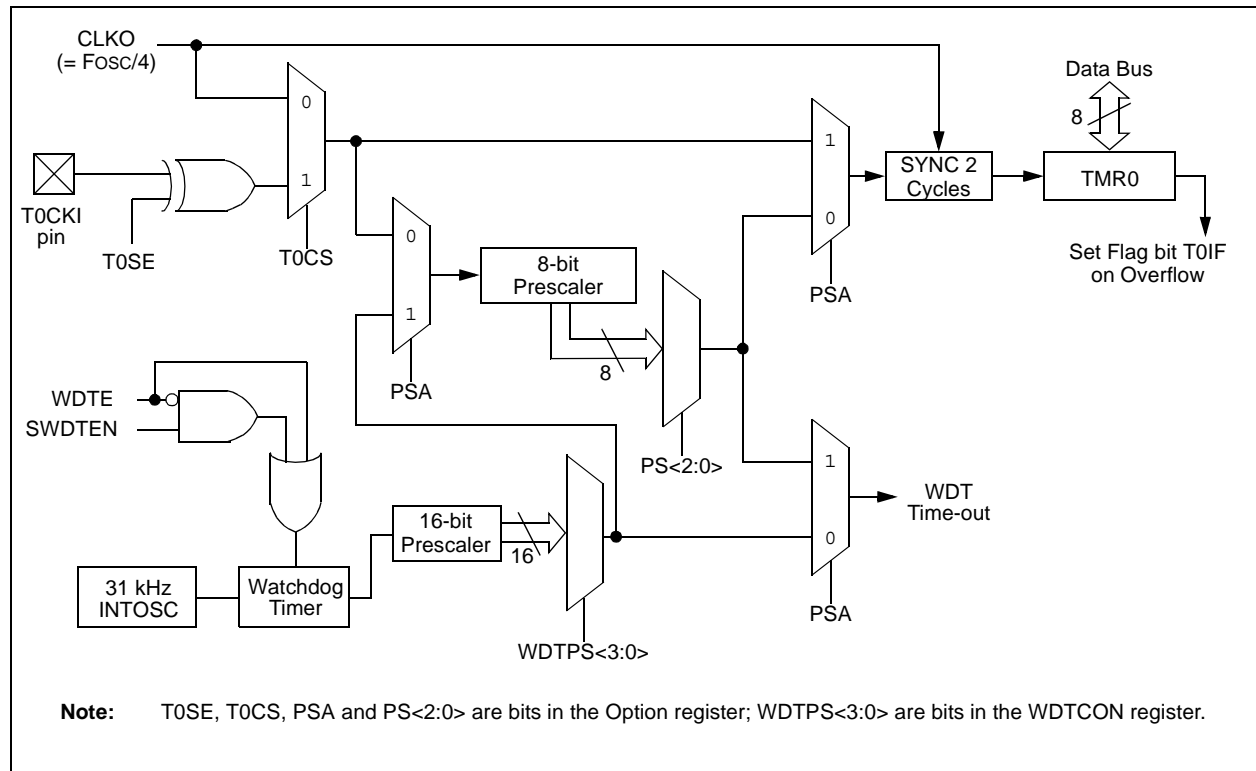 CLKO
(= FOSC/4)
Data Bus
0
8
1
SYNC 2
Cycles
TMR0
1
T0CKI
pin
T0SE
T0CS
0
0
8-bit
Prescaler
PSA
Set Flag bit T0IF
on Overflow
1
8
WDTE
SWDTEN
PSA
PS<2:0>
1
WDT
Time-out
16-bit
Prescaler
16
0
31 kHz
INTOSC
Watchdog
Timer
PSA
WDTPS<3:0>
Note: T0SE, T0CS, PSA and PS<2:0> are bits in the Option register; WDTPS<3:0> are bits in the WDTCON register.